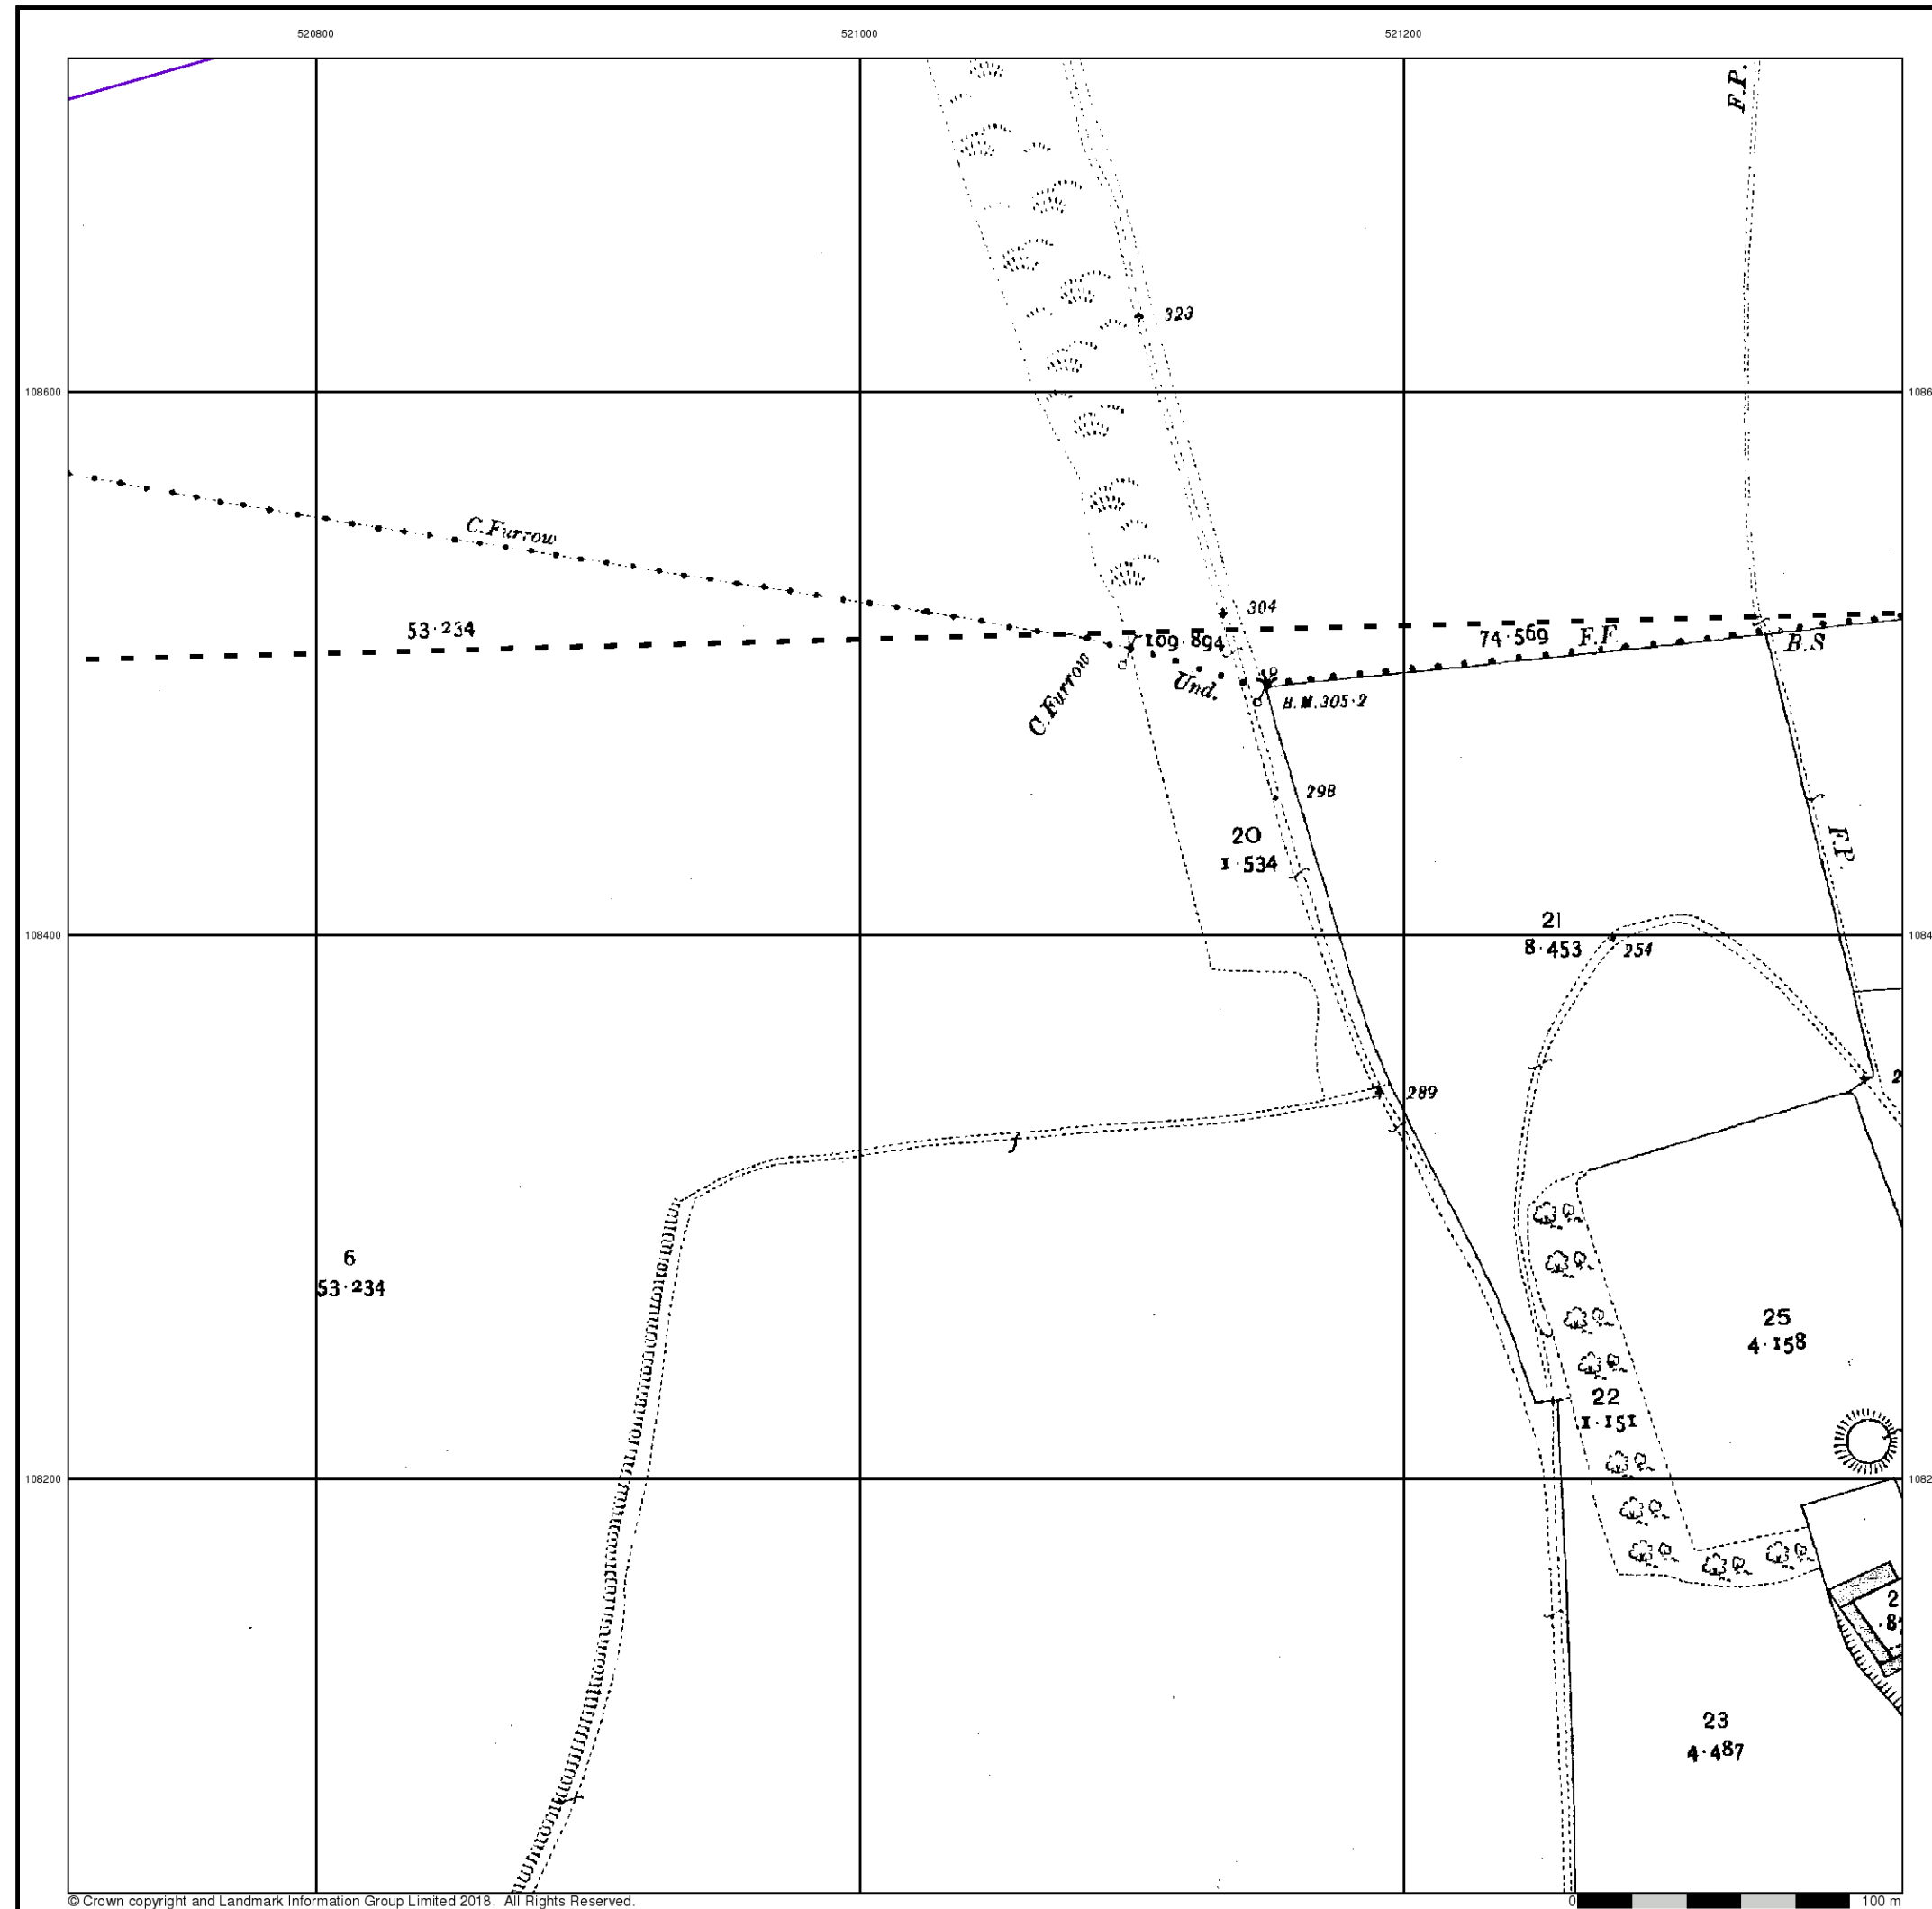 520800
521000
521200
F.P.
323
108600
C.Furrow
304
53·234
109·894
74·569
F.F.
B.S
C.Furrow
Und.
B.M.305·2
298
20
1·534
F.P.
21
8·453
254
108400
289
6
53·234
25
4·158
22
1·151
108200
23
4·487
© Crown copyright and Landmark Information Group Limited 2018. All Rights Reserved.
0
100 m